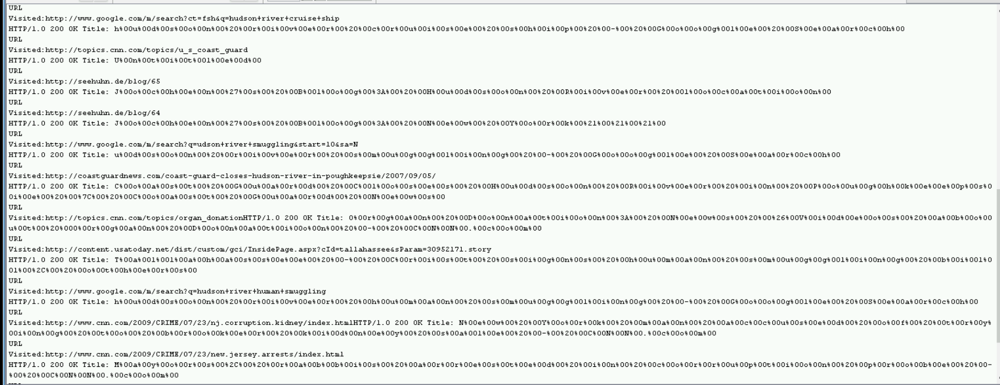 URL
Visited:http://www.google.com/m/search?ct=fsh&q=hudson+river+cruise+ship
HTTP/1.0 200 OK Title: h%00u%00d%00s%00o%00n%00%20%00r%00i%00v%00e%00r%00%20%00c%00r%00u%00i%00s%00e%00%20%00s%00h%00i%00p%00%20%00-%00%20%00G%00o%00o%00g%00l%00e%00%20%00S%00e%00a%00r%00c%00h%00
URL
Visited:http://topics.cnn.com/topics/u_s_coast_guard
HTTP/1.0 200 OK Title: U%00n%00t%00i%00t%00l%00e%00d%00
URL
Visited:http://seehuhn.de/blog/65
HTTP/1.0 200 OK Title: J%00o%00c%00h%00e%00n%00%27%00s%00%20%00B%00l%00o%00g%00%3A%00%20%00H%00u%00d%00s%00o%00n%00%20%00R%00i%00v%00e%00r%00%20%00l%00o%00c%00a%00t%00i%00o%00n%00
URL
Visited:http://seehuhn.de/blog/64
HTTP/1.0 200 OK Title: J%00o%00c%00h%00e%00n%00%27%00s%00%20%00B%00l%00o%00g%00%3A%00%20%00N%00e%00w%00%20%00Y%00o%00r%00k%00%21%00%21%00%21%00
URL
Visited:http://www.google.com/m/search?q=udson+river+smuggling&start=10&sa=N
HTTP/1.0 200 OK Title: u%00d%00s%00o%00n%00%20%00r%00i%00v%00e%00r%00%20%00s%00m%00u%00g%00g%00l%00i%00n%00g%00%20%00-%00%20%00G%00o%00o%00g%00l%00e%00%20%00S%00e%00a%00r%00c%00h%00
URL
Visited:http://coastguardnews.com/coast-guard-closes-hudson-river-in-poughkeepsie/2007/09/05/
HTTP/1.0 200 OK Title: C%00o%00a%00s%00t%00%20%00G%00u%00a%00r%00d%00%20%00C%00l%00o%00s%00e%00s%00%20%00H%00u%00d%00s%00o%00n%00%20%00R%00i%00v%00e%00r%00%20%00i%00n%00%20%00P%00o%00u%00g%00h%00k%00e%00e%00p%00s%0
0i%00e%00%20%00%7C%00%20%00C%00o%00a%00s%00t%00%20%00G%00u%00a%00r%00d%00%20%00N%00e%00w%00s%00
URL
Visited:http://topics.cnn.com/topics/organ_donationHTTP/1.0 200 OK Title: O%00r%00g%00a%00n%00%20%00D%00o%00n%00a%00t%00i%00o%00n%00%3A%00%20%00N%00e%00w%00s%00%20%00%26%00V%00i%00d%00e%00o%00s%00%20%00a%00b%00o%00
u%00t%00%20%00O%00r%00g%00a%00n%00%20%00D%00o%00n%00a%00t%00i%00o%00n%00%20%00-%00%20%00C%00N%00N%00.%00c%00o%00m%00
URL
Visited:http://content.usatoday.net/dist/custom/gci/InsidePage.aspx?cId=tallahassee&sParam=30952171.story
HTTP/1.0 200 OK Title: T%00a%00l%00l%00a%00h%00a%00s%00s%00e%00e%00%20%00-%00%20%00C%00r%00i%00s%00t%00%20%00s%00i%00g%00n%00s%00%20%00h%00u%00m%00a%00n%00%20%00s%00m%00u%00g%00g%00l%00i%00n%00g%00%20%00b%00i%00l%0
0l%00%2C%00%20%00o%00t%00h%00e%00r%00s%00
URL
Visited:http://www.google.com/m/search?q=hudson+river+human+smuggling
HTTP/1.0 200 OK Title: h%00u%00d%00s%00o%00n%00%20%00r%00i%00v%00e%00r%00%20%00h%00u%00m%00a%00n%00%20%00s%00m%00u%00g%00g%00l%00i%00n%00g%00%20%00-%00%20%00G%00o%00o%00g%00l%00e%00%20%00S%00e%00a%00r%00c%00h%00
URL
Visited:http://www.cnn.com/2009/CRIME/07/23/nj.corruption.kidney/index.htmlHTTP/1.0 200 OK Title: N%00e%00w%00%20%00Y%00o%00r%00k%00%20%00m%00a%00n%00%20%00a%00c%00c%00u%00s%00e%00d%00%20%00o%00f%00%20%00t%00r%00y%
00i%00n%00g%00%20%00t%00o%00%20%00b%00r%00o%00k%00e%00r%00%20%00k%00i%00d%00n%00e%00y%00%20%00s%00a%00l%00e%00%20%00-%00%20%00C%00N%00N%00.%00c%00o%00m%00
URL
Visited:http://www.cnn.com/2009/CRIME/07/23/new.jersey.arrests/index.html
HTTP/1.0 200 OK Title: M%00a%00y%00o%00r%00s%00%2C%00%20%00r%00a%00b%00b%00i%00s%00%20%00a%00r%00r%00e%00s%00t%00e%00d%00%20%00i%00n%00%20%00c%00o%00r%00r%00u%00p%00t%00i%00o%00n%00%20%00p%00r%00o%00b%00e%00%20%00-
%00%20%00C%00N%00N%00.%00c%00o%00m%00